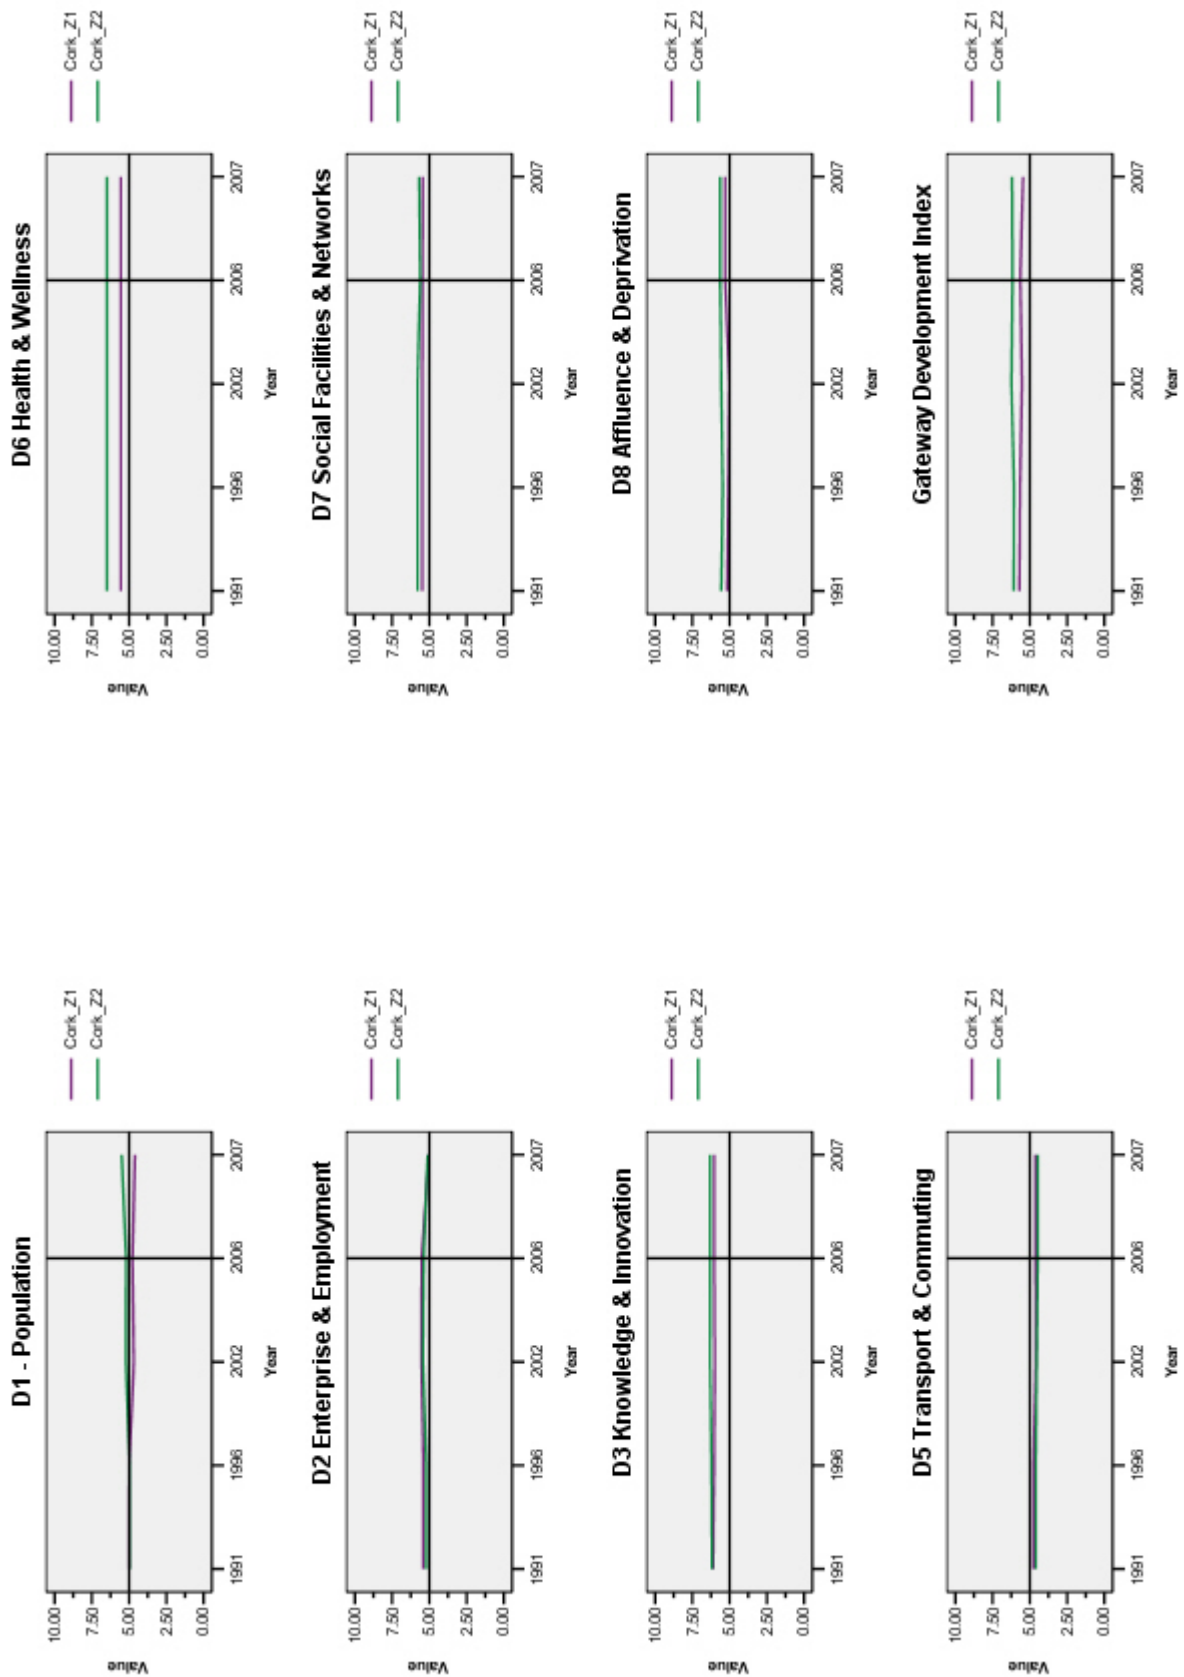 D1 - Population
Value
10.00
7.50
5.00
2.50
0.00
1991 1996 2002 2006 2007
Year
Cork_Z1
Cork_Z2
D6 Health & Wellness
Value
10.00
7.50
5.00
2.50
0.00
1991 1996 2002 2006 2007
Year
Cork_Z1
Cork_Z2
D2 Enterprise & Employment
Value
10.00
7.50
5.00
2.50
0.00
1991 1996 2002 2006 2007
Year
Cork_Z1
Cork_Z2
D7 Social Facilities & Networks
Value
10.00
7.50
5.00
2.50
0.00
1991 1996 2002 2006 2007
Year
Cork_Z1
Cork_Z2
D3 Knowledge & Innovation
Value
10.00
7.50
5.00
2.50
0.00
1991 1996 2002 2006 2007
Year
Cork_Z1
Cork_Z2
D8 Affluence & Deprivation
Value
10.00
7.50
5.00
2.50
0.00
1991 1996 2002 2006 2007
Year
Cork_Z1
Cork_Z2
D5 Transport & Commuting
Value
10.00
7.50
5.00
2.50
0.00
1991 1996 2002 2006 2007
Year
Cork_Z1
Cork_Z2
Gateway Development Index
Value
10.00
7.50
5.00
2.50
0.00
1991 1996 2002 2006 2007
Year
Cork_Z1
Cork_Z2